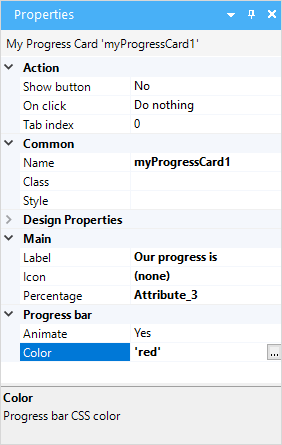 Properties
My Progress Card 'myProgressCard1'
Action
Show button No
On click Do nothing
Tab index 0
Common
Name myProgressCard1
Class
Style
Design Properties
Main
Label Our progress is
Icon (none)
Percentage Attribute_3
Progress bar
Animate Yes
Color 'red' ...
Color
Progress bar CSS color